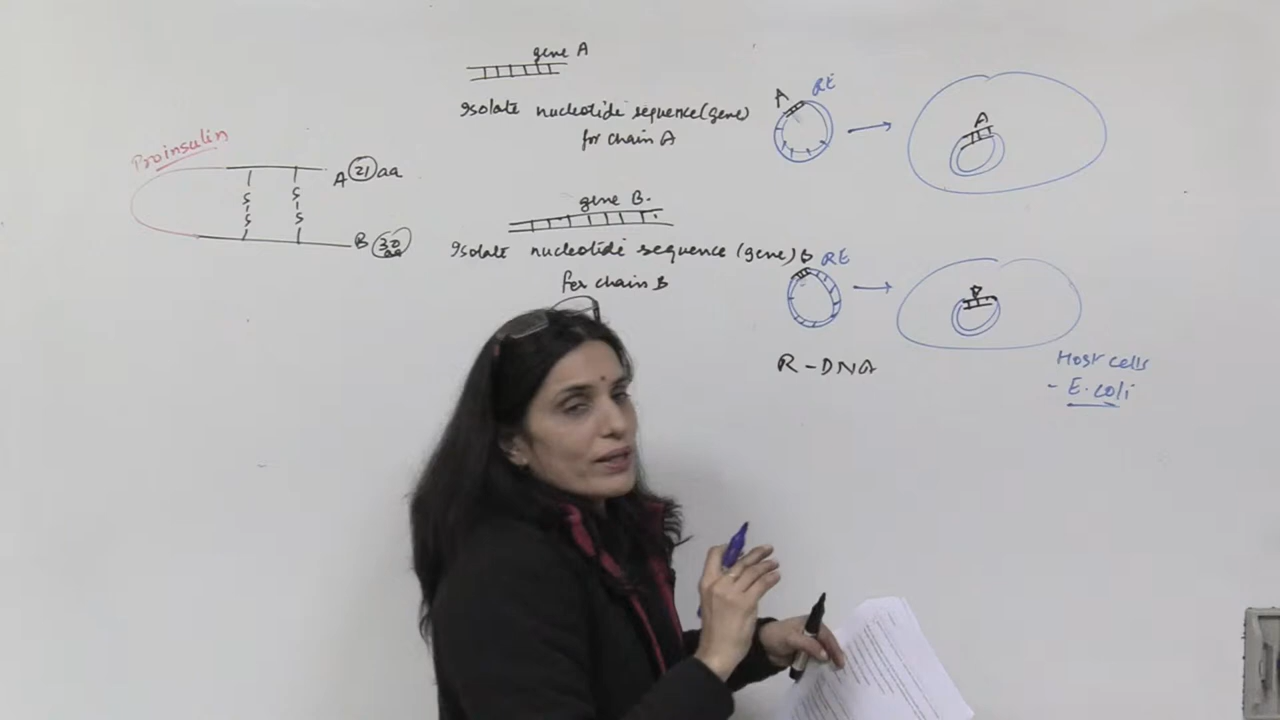 Proinsulin
S
S
S
S
A 21 aa
B 30 aa
gene A
Isolate nucleotide sequence (gene)
for chain A
A RE
A
gene B.
Isolate nucleotide sequence (gene)
for chain B
B RE
R-DNA
Host cells
- E. coli